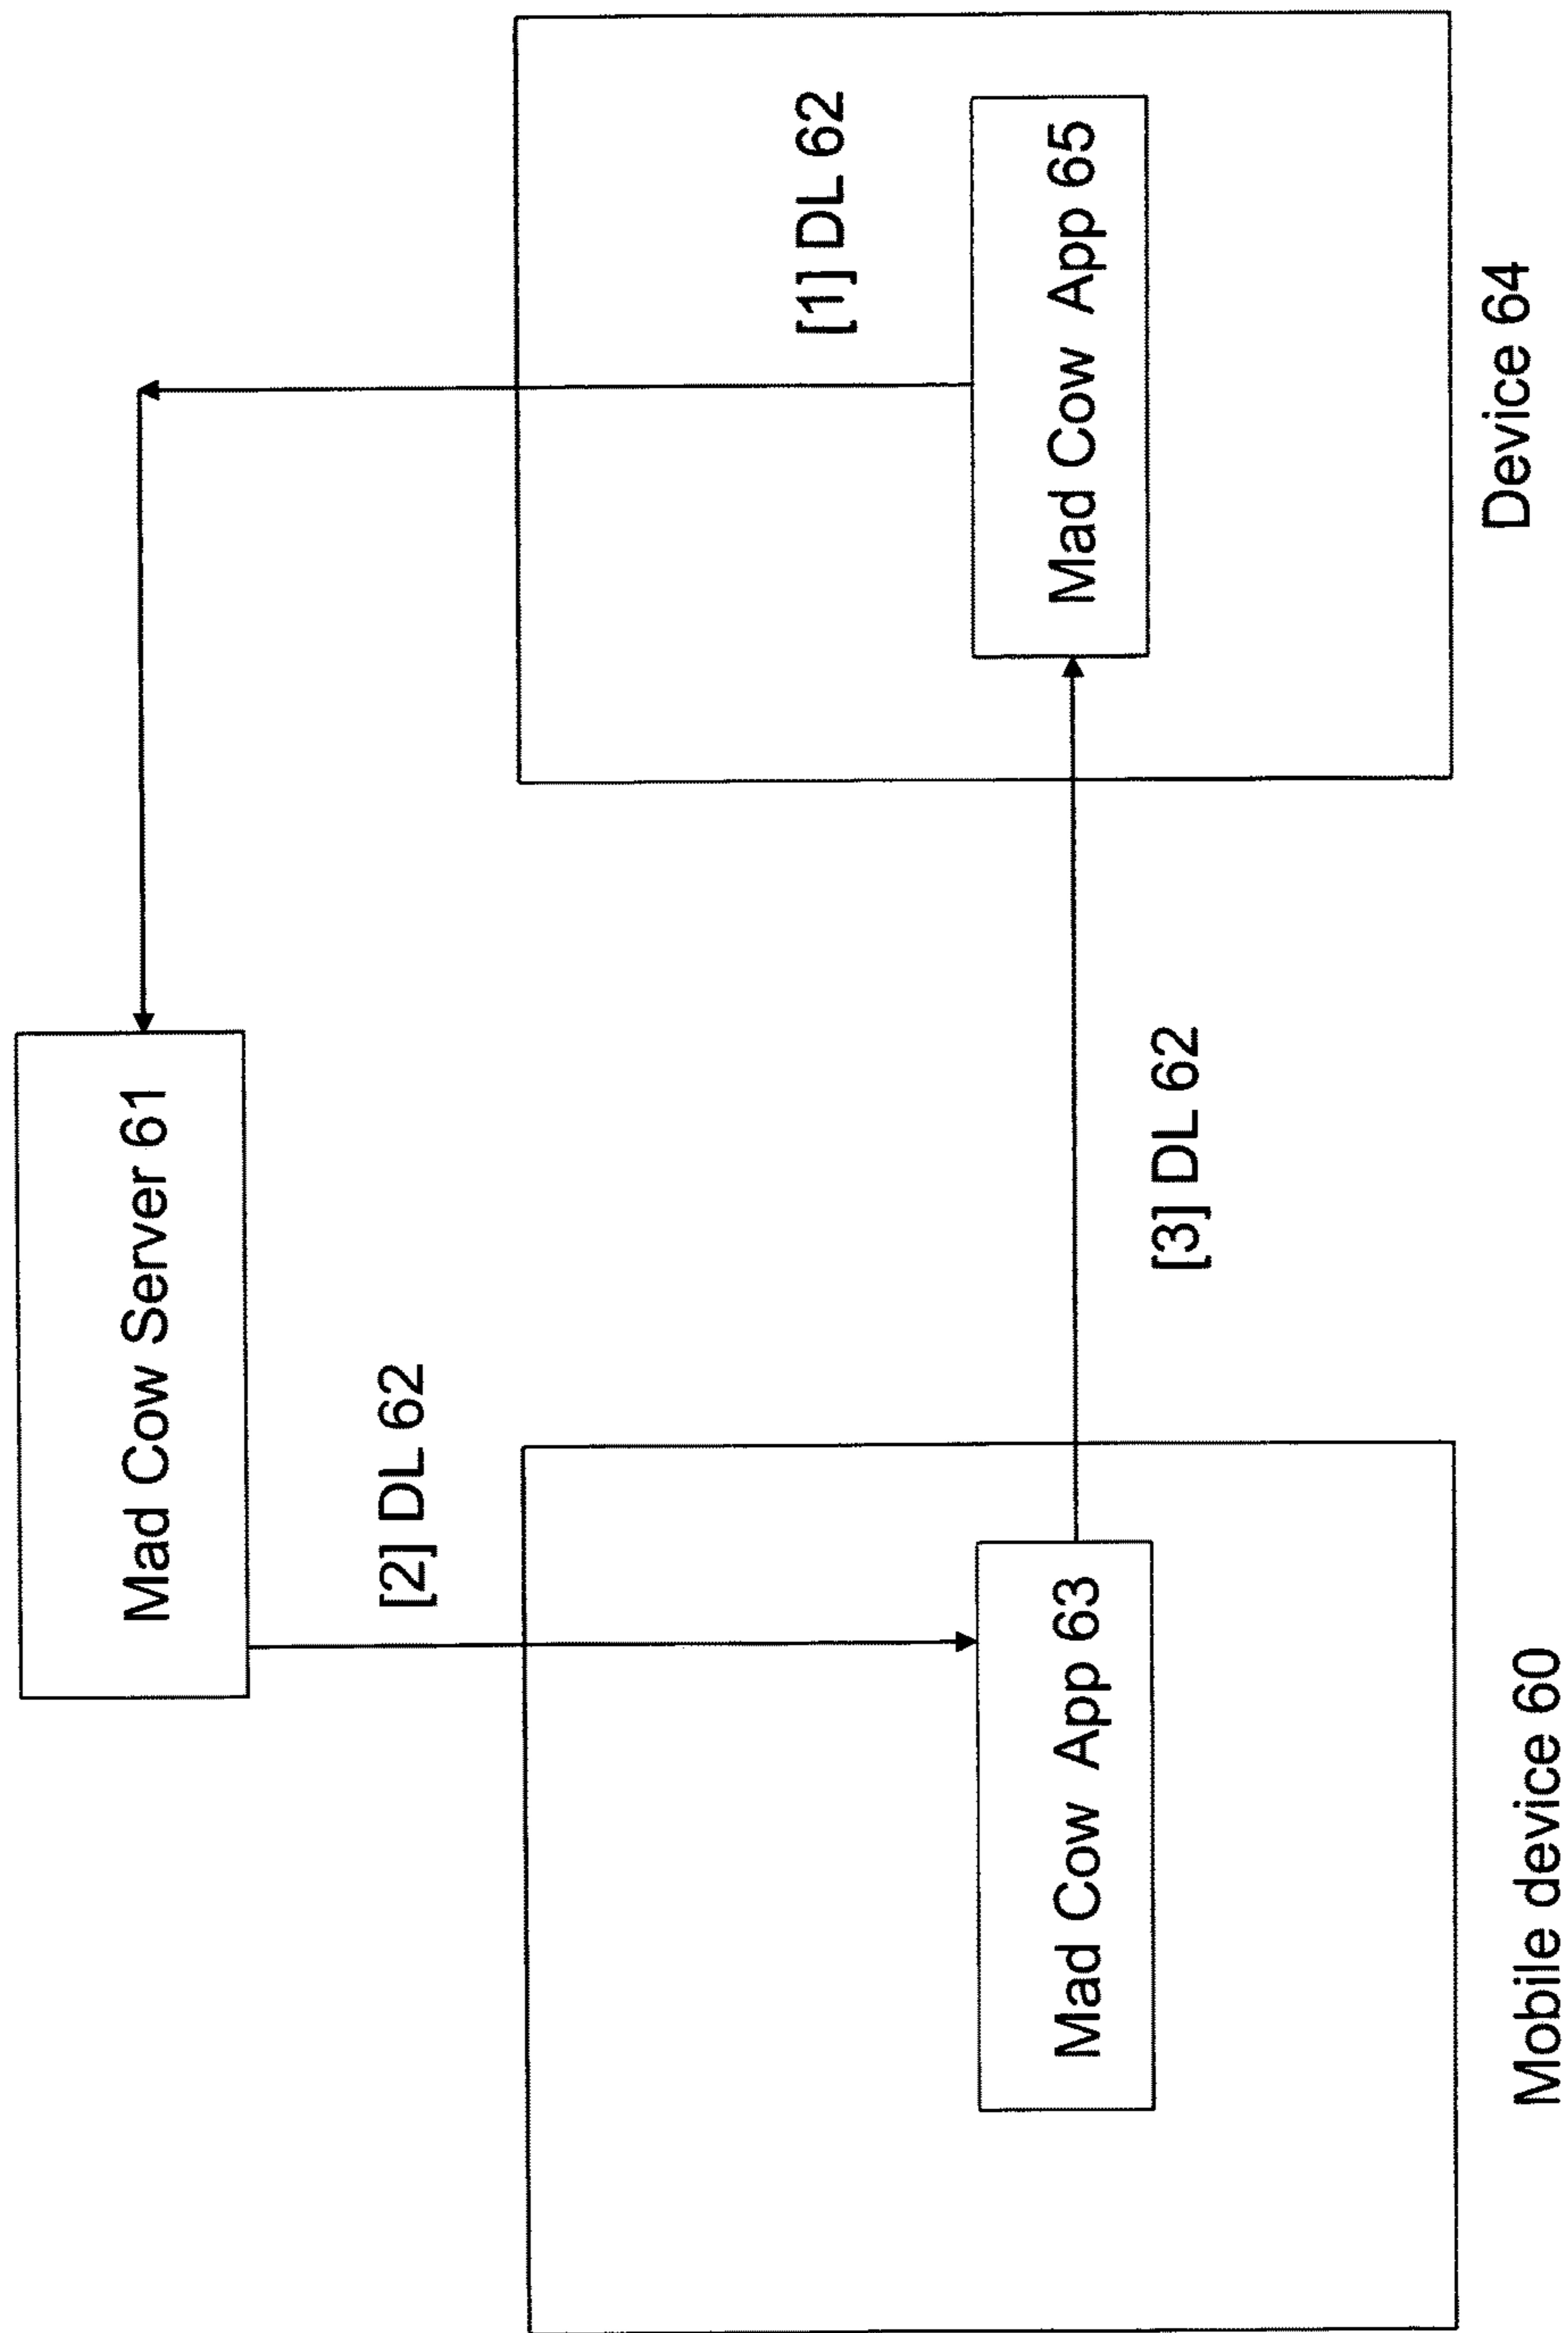 Mad Cow Server 61
[2] DL 62
[1] DL 62
Mad Cow App 63
[3] DL 62
Mad Cow App 65
Mobile device 60
Device 64